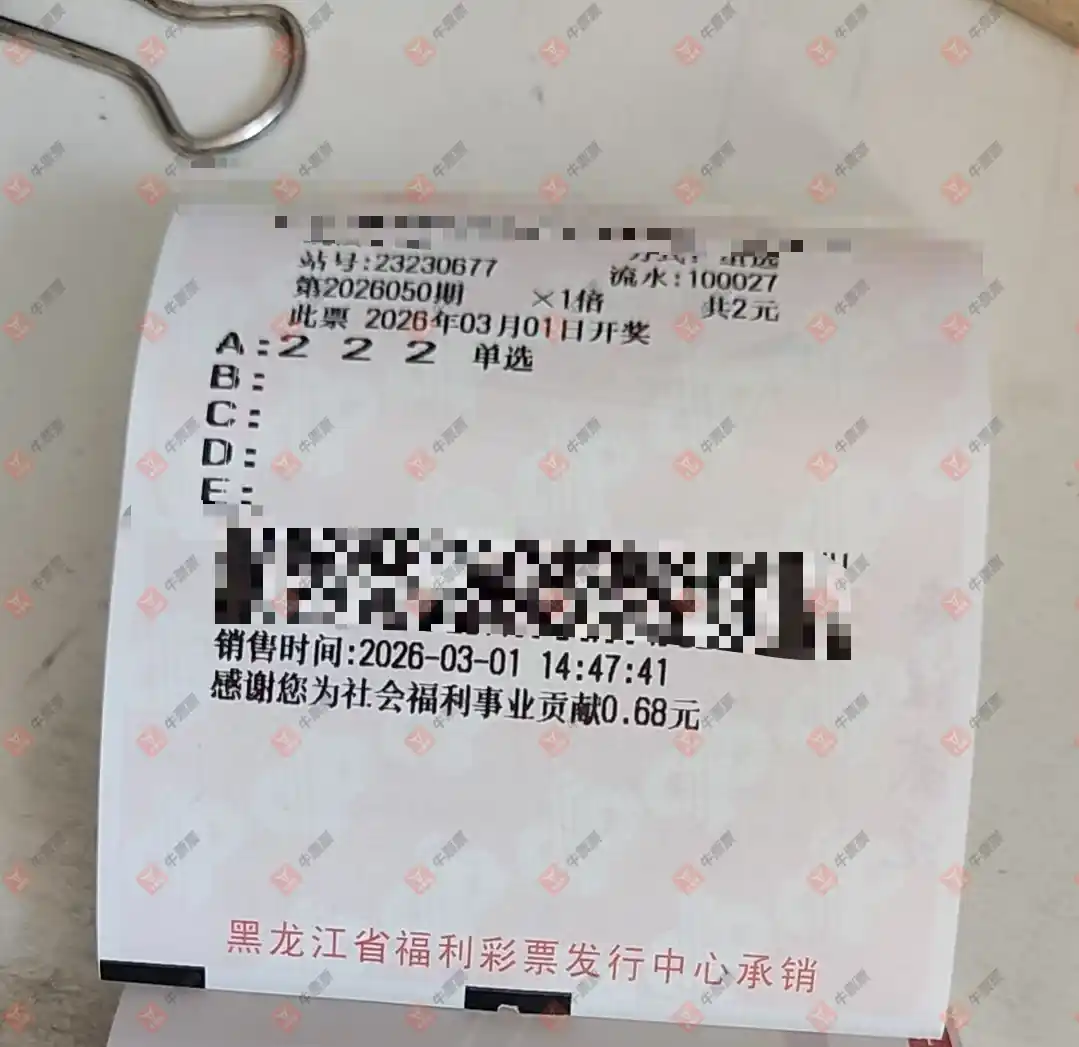 站号:23230677
流水:100027
第2026050期 ×1倍 共2元
此票 2026年03月01日开奖
A:2 2 2 单选
B:
C:
D:
E:
销售时间:2026-03-01 14:47:41
感谢您为社会福利事业贡献0.68元
黑龙江省福利彩票发行中心承销
牛票票